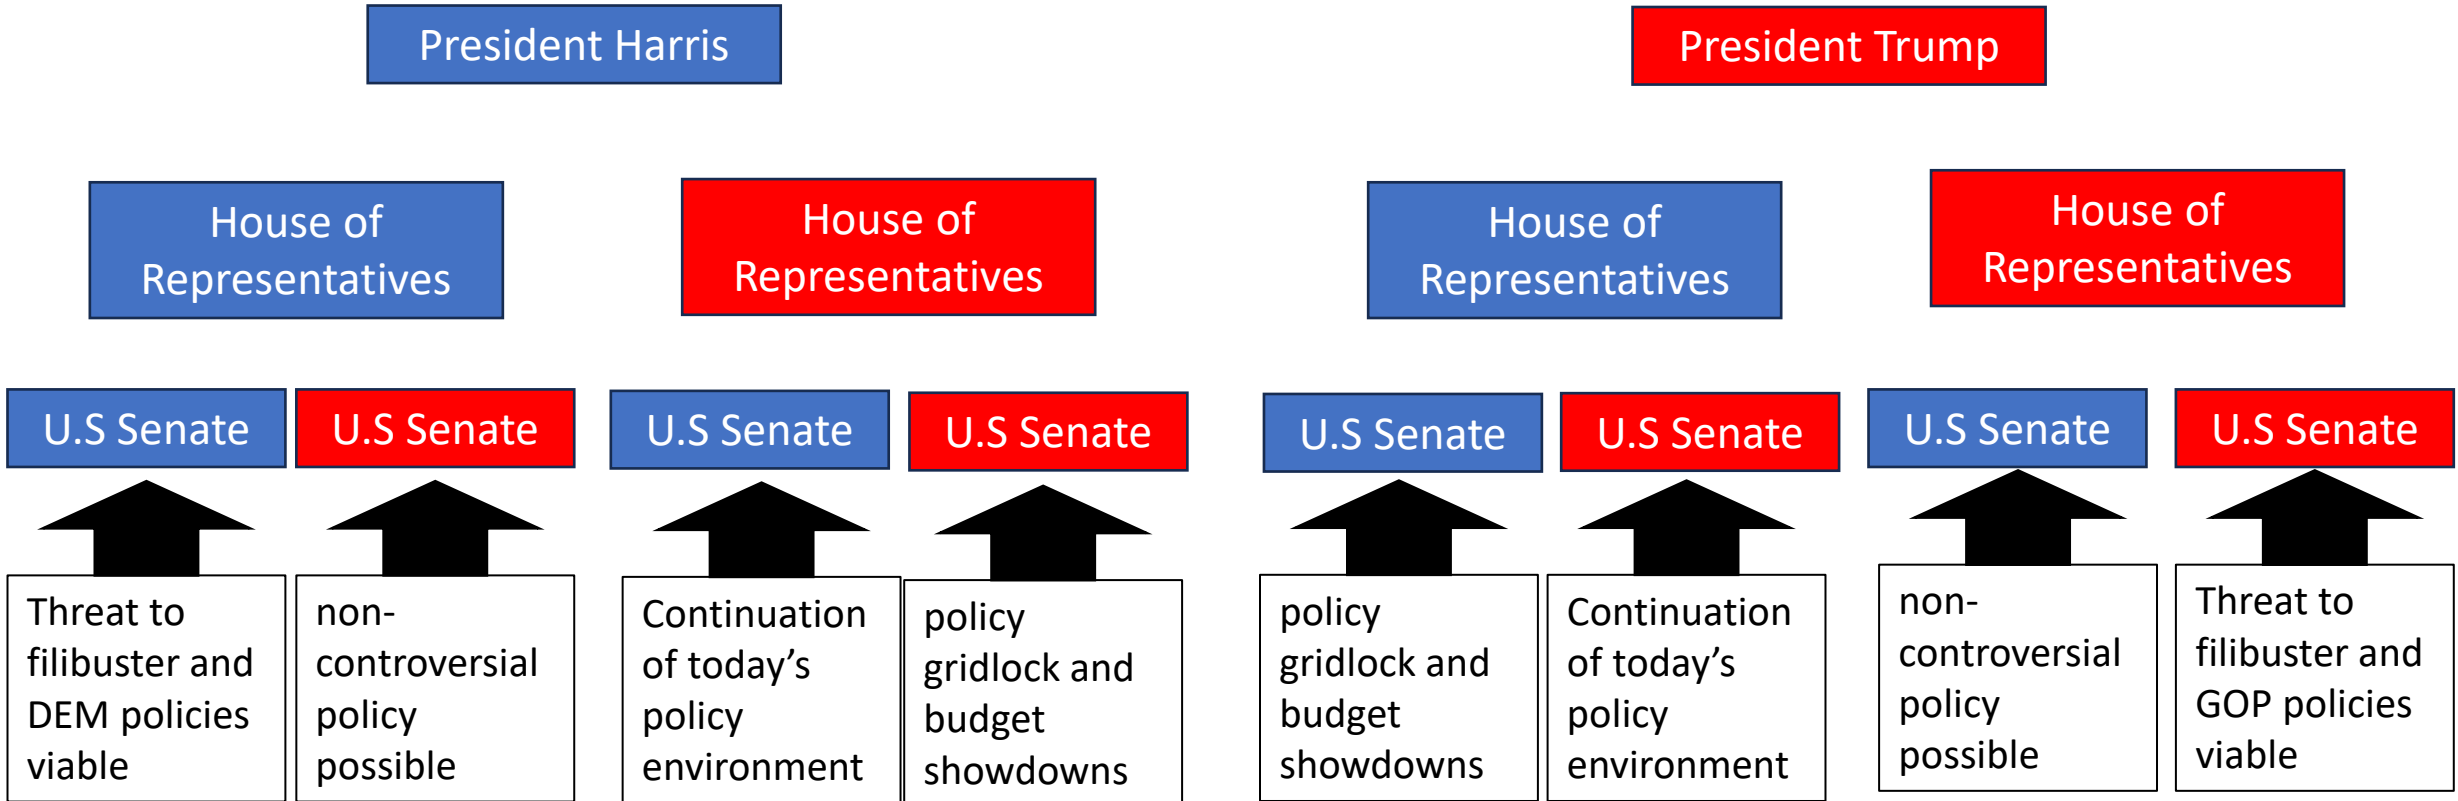 President Harris
President Trump
House of
Representatives
House of
Representatives
House of
Representatives
House of
Representatives
U.S Senate
U.S Senate
U.S Senate
U.S Senate
U.S Senate
U.S Senate
U.S Senate
U.S Senate
Threat to
filibuster and
DEM policies
viable
non-
controversial
policy
possible
Continuation
of today’s
policy
environment
policy
gridlock and
budget
showdowns
policy
gridlock and
budget
showdowns
Continuation
of today’s
policy
environment
non-
controversial
policy
possible
Threat to
filibuster and
GOP policies
viable